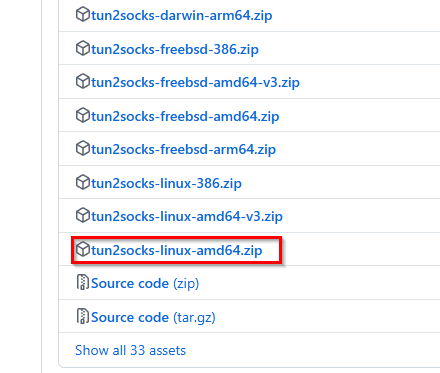 tun2socks-darwin-arm64.zip
tun2socks-freebsd-386.zip
tun2socks-freebsd-amd64-v3.zip
tun2socks-freebsd-amd64.zip
tun2socks-freebsd-arm64.zip
tun2socks-linux-386.zip
tun2socks-linux-amd64-v3.zip
tun2socks-linux-amd64.zip
Source code (zip)
Source code (tar.gz)
Show all 33 assets